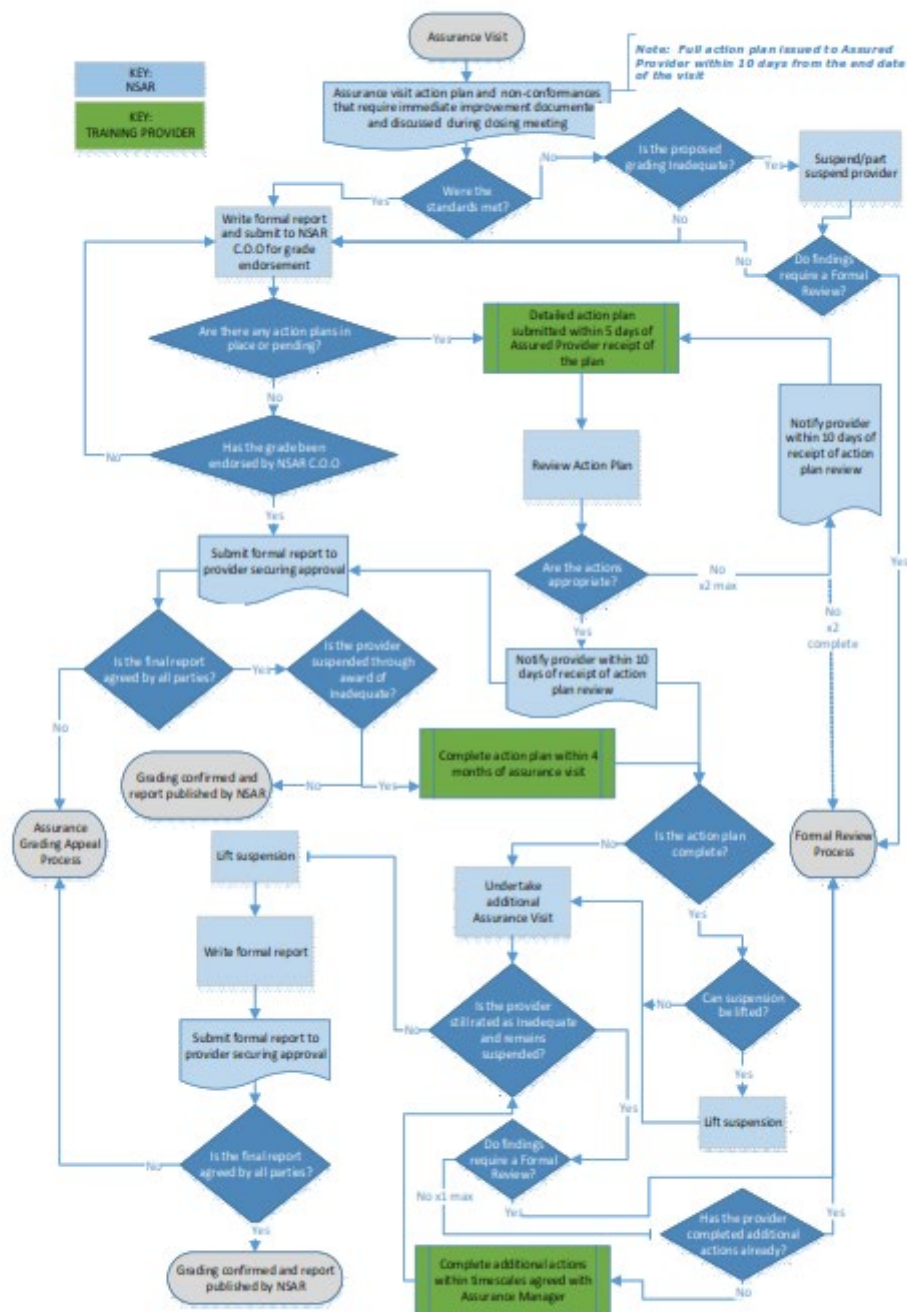 Assurance Visit
Note: Full action plan issued to Assured
Provider within 10 days from the end date
of the visit
KEY:
NSAR
KEY:
TRAINING PROVIDER
Assurance visit action plan and non-conformances
that require immediate improvement documente
and discussed during closing meeting
Is the proposed
grading Inadequate?
Yes
Suspend/part
suspend provider
No
Were the
standards met?
Yes
No
Write formal report
and submit to NSAR
C.O.O for grade
endorsement
No
Do findings
require a Formal
Review?
Are there any action plans in
place or pending?
Yes
Detailed action plan
submitted within 5 days of
Assured Provider receipt of
the plan
No
Notify provider
within 10 days of
receipt of action
plan review
Has the grade been
endorsed by NSAR C.O.O
No
Review Action Plan
Yes
Submit formal report to
provider securing approval
Are the actions
appropriate?
No
x2 max
Yes
No
x2
complete
Yes
Is the final report
agreed by all parties?
Yes
Is the provider
suspended through
award of
Inadequate?
Notify provider within 10
days of receipt of action
plan review
No
Grading confirmed and
report published by NSAR
No
Yes
Complete action plan within 4
months of assurance visit
Assurance
Grading Appeal
Process
Lift suspension
Is the action plan
complete?
No
Formal Review
Process
Undertake
additional
Assurance Visit
Yes
Write formal report
Is the provider
still rated as Inadequate
and remains
suspended?
No
Can suspension
be lifted?
No
Submit formal report to
provider securing approval
Yes
Yes
Lift suspension
Is the final report
agreed by all parties?
No
Do findings
require a Formal
Review?
No x1 max
Yes
Has the provider
completed additional
actions already?
Yes
Yes
Grading confirmed and report
published by NSAR
Complete additional actions
within timescales agreed with
Assurance Manager
No